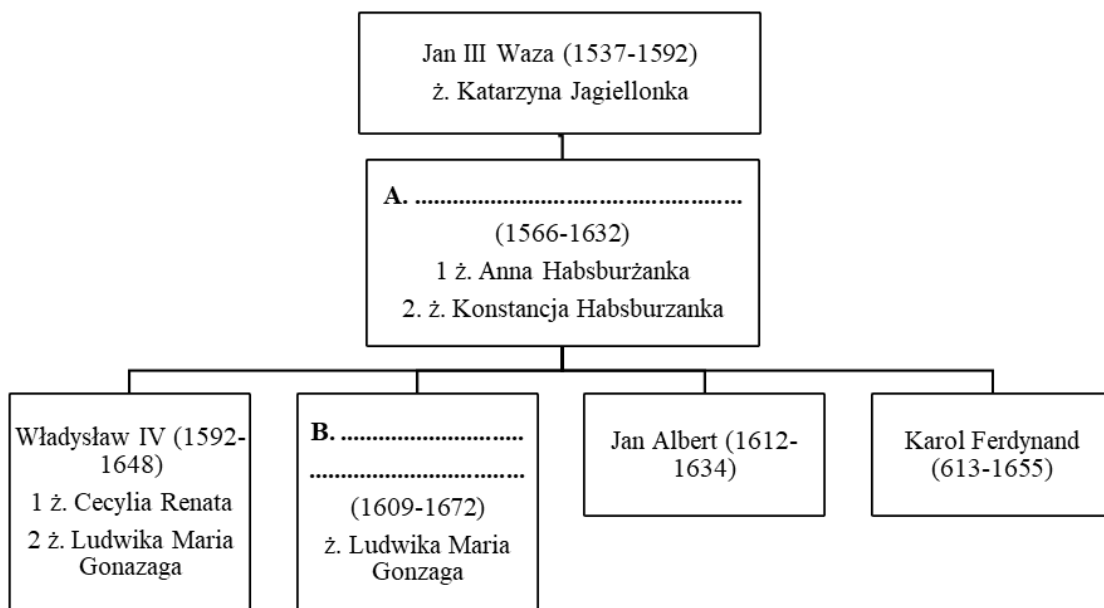 Jan III Waza (1537-1592)
ż. Katarzyna Jagiellonka
A. ...................................................
(1566-1632)
1 ż. Anna Habsburżanka
2. ż. Konstancja Habsburzanka
Władysław IV (1592-
1648)
1 ż. Cecylia Renata
2 ż. Ludwika Maria
Gonazaga
B. ............................
.................................
(1609-1672)
ż. Ludwika Maria
Gonzaga
Jan Albert (1612-
1634)
Karol Ferdynand
(613-1655)